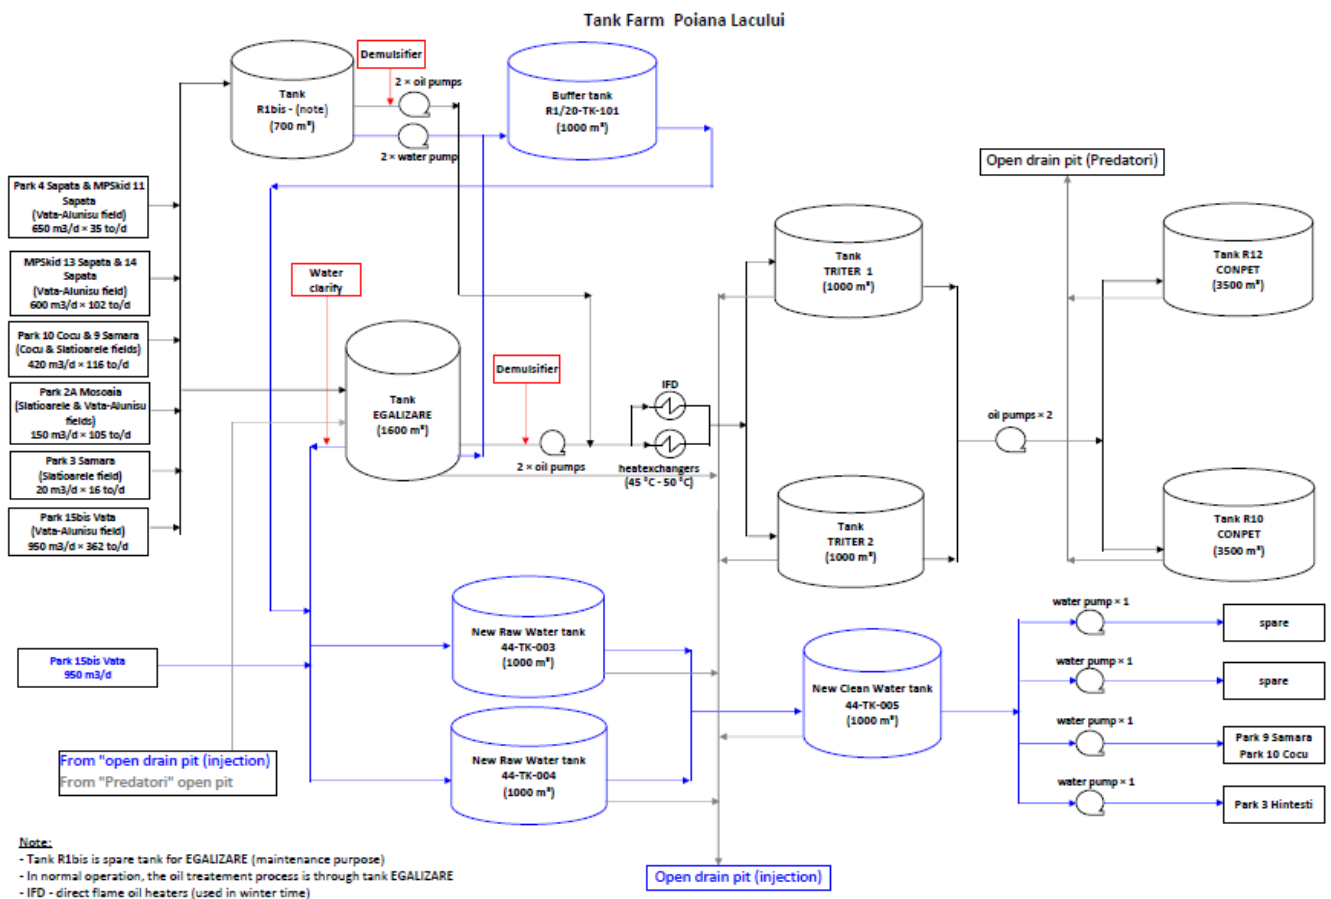 Tank Farm Poiana Lacului
Demulsifier
Tank
R1bis - (note)
(700 m³)
2 × oil pumps
2 × water pump
Buffer tank
R1/20-TK-101
(1000 m³)
Open drain pit (Predatori)
Park 4 Sapata & MPSkid 11
Sapata
(Vata-Alunisu field)
650 m3/d × 35 to/d
MPSkid 13 Sapata & 14
Sapata
(Vata-Alunisu field)
600 m3/d × 102 to/d
Park 10 Cocu & 9 Samara
(Cocu & Slatioarele fields)
420 m3/d × 116 to/d
Park 2A Mosoaia
(Slatioarele & Vata-Alunisu
fields)
150 m3/d × 105 to/d
Park 3 Samara
(Slatioarele field)
20 m3/d × 16 to/d
Park 15bis Vata
(Vata-Alunisu field)
950 m3/d × 362 to/d
Water
clarity
Tank
EGALIZARE
(1600 m³)
Demulsifier
2 × oil pumps
IFD
heatexchangers
(45 °C - 50 °C)
Tank
TRITER 1
(1000 m³)
Tank
TRITER 2
(1000 m³)
oil pumps × 2
Tank R12
CONPET
(3500 m³)
Tank R10
CONPET
(3500 m³)
Park 15bis Vata
950 m3/d
New Raw Water tank
44-TK-003
(1000 m³)
New Raw Water tank
44-TK-004
(1000 m³)
New Clean Water tank
44-TK-005
(1000 m³)
water pump × 1
spare
water pump × 1
spare
water pump × 1
Park 9 Samara
Park 10 Cocu
water pump × 1
Park 3 Hintesti
From "open drain pit (injection)
From "Predatori" open pit
Open drain pit (injection)
Note:
- Tank R1bis is spare tank for EGALIZARE (maintenance purpose)
- In normal operation, the oil treatement process is through tank EGALIZARE
- IFD - direct flame oil heaters (used in winter time)